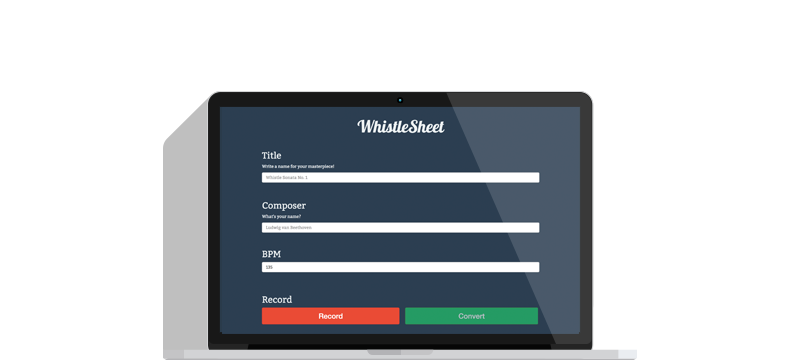 WhistleSheet
Title
Write a name for your masterpiece!
Whistle Sonata No. 1
Composer
What's your name?
Ludwig van Beethoven
BPM
Record
Record Convert